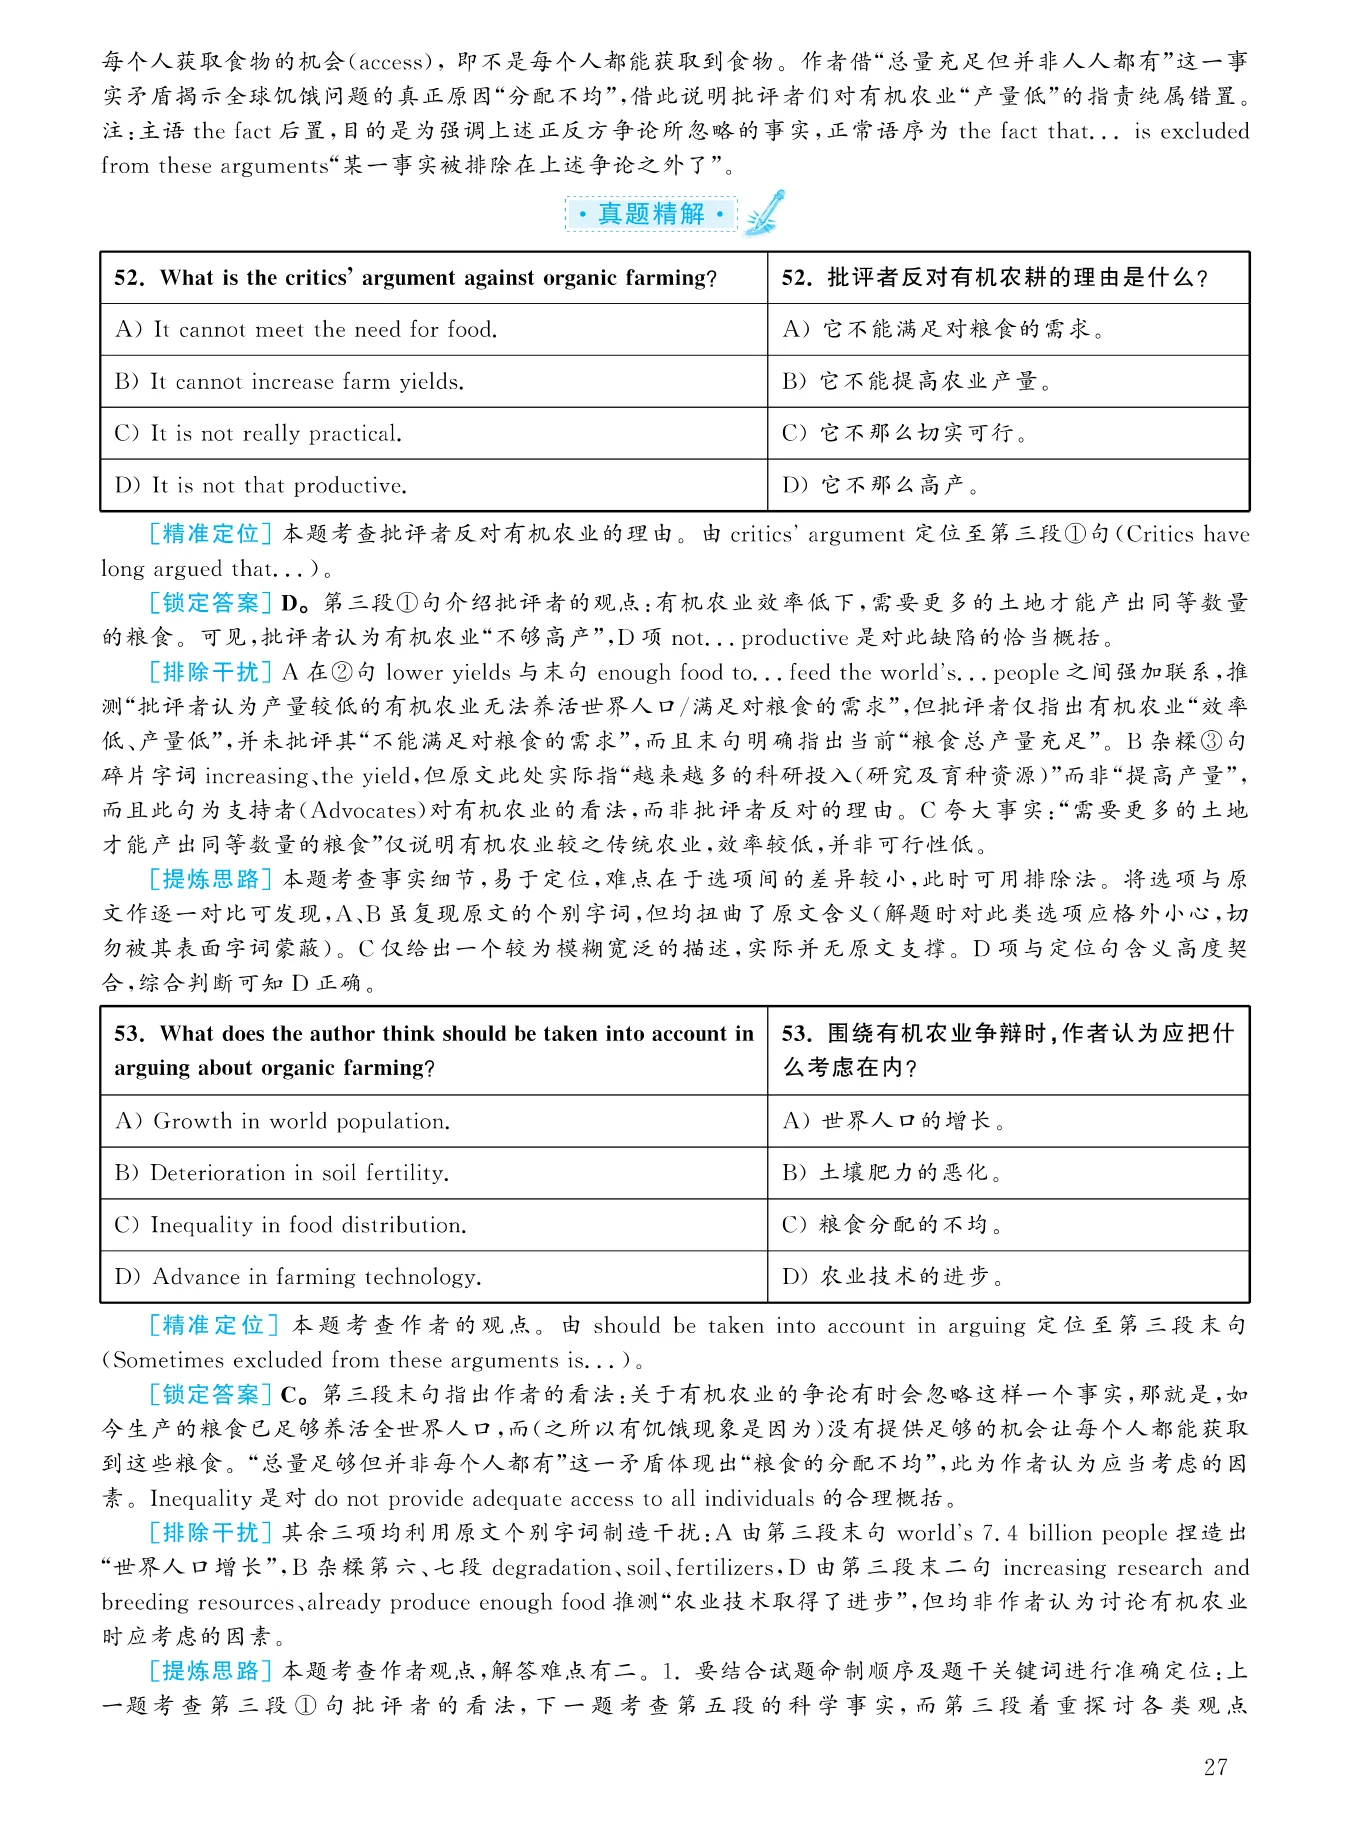 每个人获取食物的机会(access)，即不是每个人都能获取到食物。作者借“总量充足但并非人人都有”这一事
实矛盾揭示全球饥饿问题的真正原因“分配不均”,借此说明批评者们对有机农业“产量低”的指责纯属错置。
注:主语 the fact 后置,目的是为强调上述正反方争论所忽略的事实,正常语序为 the fact that... is excluded
from these arguments“某一事实被排除在上述争论之外了”。
·真题精解·
52. What is the critics’ argument against organic farming?
52. 批评者反对有机农耕的理由是什么?
A) It cannot meet the need for food.
A) 它不能满足对粮食的需求。
B) It cannot increase farm yields.
B) 它不能提高农业产量。
C) It is not really practical.
C) 它不那么切实可行。
D) It is not that productive.
D) 它不那么高产。
[精准定位] 本题考查批评者反对有机农业的理由。由 critics’ argument 定位至第三段①句(Critics have
long argued that...)。
[锁定答案] D。第三段①句介绍批评者的观点:有机农业效率低下,需要更多的土地才能产出同等数量
的粮食。可见,批评者认为有机农业“不够高产”,D 项 not... productive 是对此缺陷的恰当概括。
[排除干扰] A 在②句 lower yields 与末句 enough food to... feed the world’s... people 之间强加联系,推
测“批评者认为产量较低的有机农业无法养活世界人口/满足对粮食的需求”,但批评者仅指出有机农业“效率
低、产量低”,并未批评其“不能满足对粮食的需求”,而且末句明确指出当前“粮食总产量充足”。B 杂糅③句
碎片字词 increasing、the yield,但原文此处实际指“越来越多的科研投入(研究及育种资源)”而非“提高产量”,
而且此句为支持者(Advocates)对有机农业的看法,而非批评者反对的理由。C 夸大事实:“需要更多的土地
才能产出同等数量的粮食”仅说明有机农业较之传统农业,效率较低,并非可行性低。
[提炼思路] 本题考查事实细节,易于定位,难点在于选项间的差异较小,此时可用排除法。将选项与原
文作逐一对比可发现,A、B 虽复现原文的个别字词,但均扭曲了原文含义(解题时对此类选项应格外小心,切
勿被其表面字词蒙蔽)。C 仅给出一个较为模糊宽泛的描述,实际并无原文支撑。D 项与定位句含义高度契
合,综合判断可知 D 正确。
53. What does the author think should be taken into account in
arguing about organic farming?
53. 围绕有机农业争辩时,作者认为应把什
么考虑在内?
A) Growth in world population.
A) 世界人口的增长。
B) Deterioration in soil fertility.
B) 土壤肥力的恶化。
C) Inequality in food distribution.
C) 粮食分配的不均。
D) Advance in farming technology.
D) 农业技术的进步。
[精准定位] 本题考查作者的观点。由 should be taken into account in arguing 定位至第三段末句
(Sometimes excluded from these arguments is...)。
[锁定答案] C。第三段末句指出作者的看法:关于有机农业的争论有时会忽略这样一个事实,那就是,如
今生产的粮食已足够养活全世界人口,而(之所以有饥饿现象是因为)没有提供足够的机会让每个人都能获取
到这些粮食。“总量足够但并非每个人都有”这一矛盾体现出“粮食的分配不均”,此为作者认为应当考虑的因
素。Inequality 是对 do not provide adequate access to all individuals 的合理概括。
[排除干扰] 其余三项均利用原文个别字词制造干扰:A 由第三段末句 world’s 7.4 billion people 捏造出
“世界人口增长”,B 杂糅第六、七段 degradation、soil、fertilizers,D 由第三段末二句 increasing research and
breeding resources、already produce enough food 推测“农业技术取得了进步”,但均非作者认为讨论有机农业
时应考虑的因素。
[提炼思路] 本题考查作者观点,解答难点有二。1. 要结合试题命制顺序及题干关键词进行准确定位:上
一题考查第三段①句批评者的看法,下一题考查第五段的科学事实,而第三段着重探讨各类观点
27